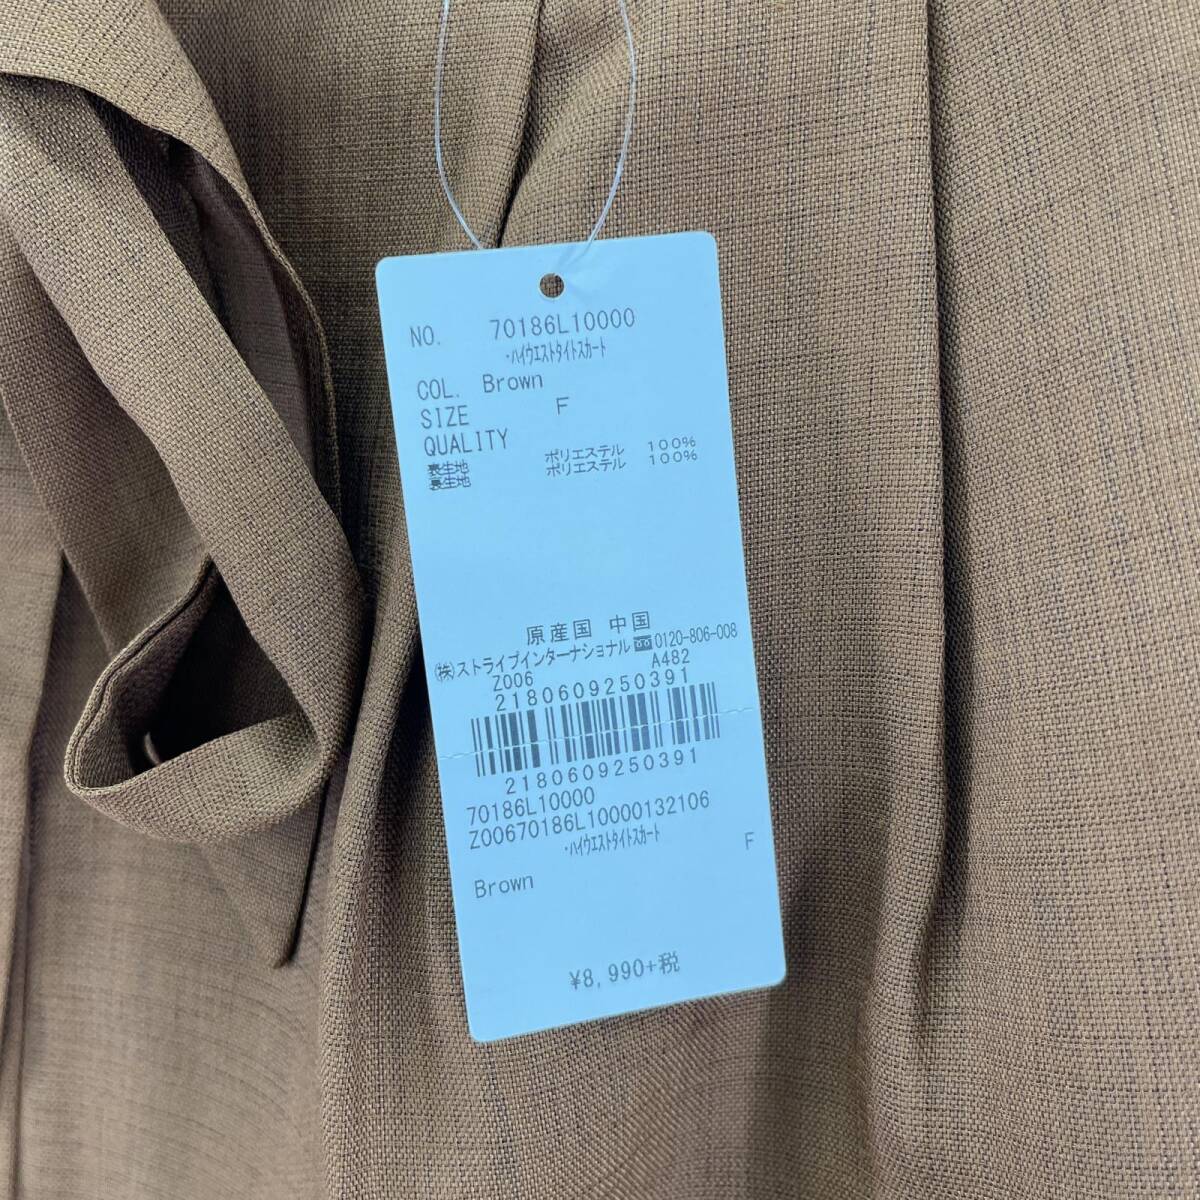 NO. 70186L10000
・ハイウエストタイトスカート
COL. Brown
SIZE F
QUALITY
表生地 ポリエステル 100%
裏生地 ポリエステル 100%
原産国 中国
(株)ストライプインターナショナル 0120-806-008
Z006 A482
2180609250391
2180609250391
70186L10000
Z00670186L10000132106
・ハイウエストタイトスカート F
Brown
¥8,990+税